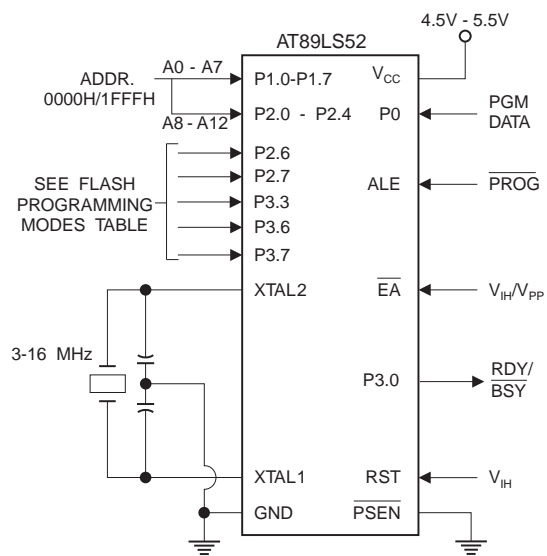 4.5V - 5.5V
AT89LS52
ADDR.
0000H/1FFFH
A0 - A7
A8 - A12
P1.0-P1.7
P2.0 - P2.4
P2.6
P2.7
P3.3
P3.6
P3.7
SEE FLASH
PROGRAMMING
MODES TABLE
XTAL2
3-16 MHz
XTAL1
GND
VCC
P0
PGM
DATA
ALE
PROG
EA
VIH/VPP
P3.0
RDY/
BSY
RST
VIH
PSEN